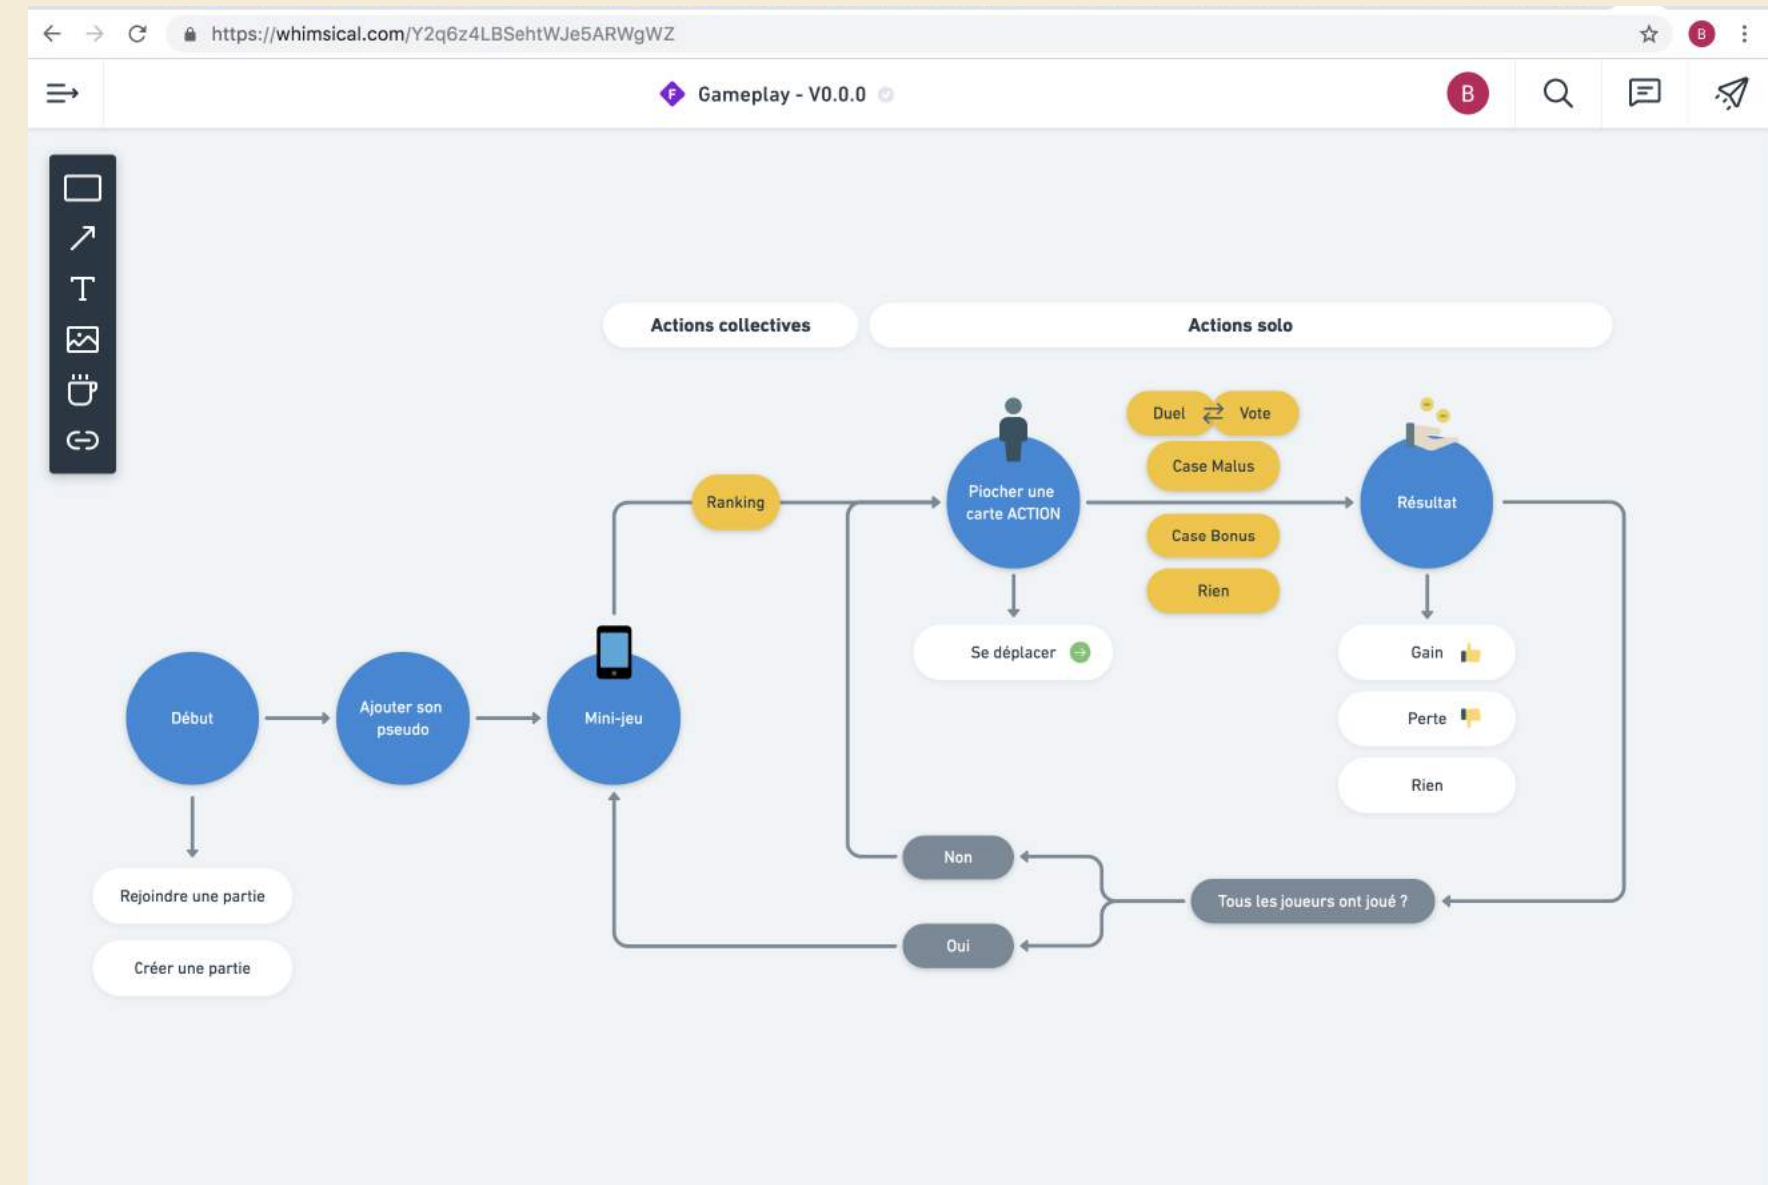 https://whimsical.com/Y2q6z4LBSehtWJe5ARWgWZ
B
F
Gameplay - V0.0.0
B
T
Actions collectives
Actions solo
Duel
Vote
Case Malus
Ranking
Piocher une
carte ACTION
Résultat
Case Bonus
Rien
Se déplacer
Gain
Perte
Rien
Début
Ajouter son
pseudo
Mini-jeu
Non
Tous les joueurs ont joué ?
Oui
Rejoindre une partie
Créer une partie